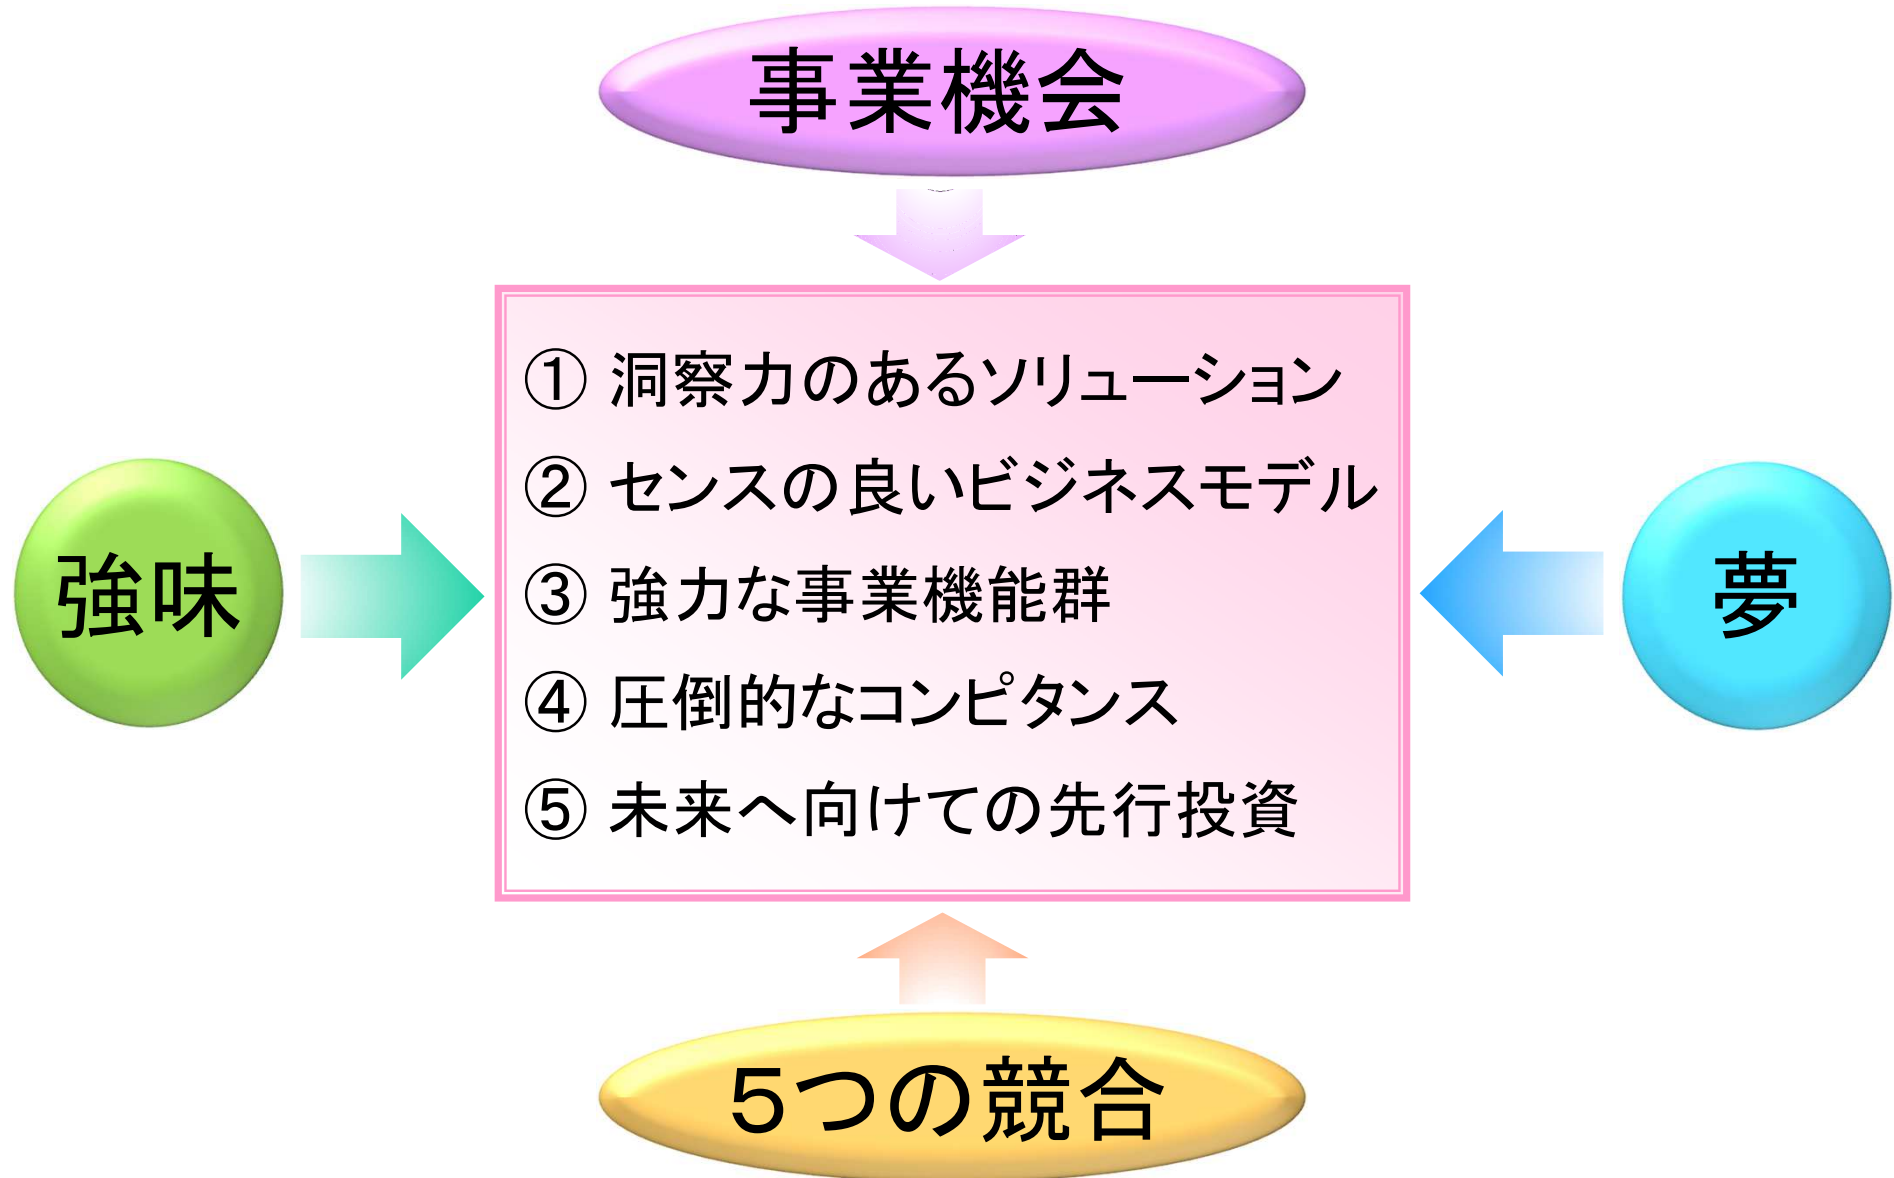 事業機会
① 洞察力のあるソリューション
② センスの良いビジネスモデル
強味
③ 強力な事業機能群
夢
④ 圧倒的なコンピタンス
⑤ 未来へ向けての先行投資
５つの競合